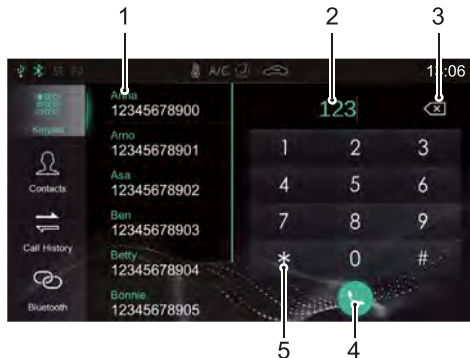 1 2 3
A/C 13:06
Keypad
Contacts
Call History
Bluetooth
Anna
12345678900
Arno
12345678901
Asa
12345678902
Ben
12345678903
Betty
12345678904
Bonnie
12345678905
123
1 2 3
4 5 6
7 8 9
* 0 #
5 4